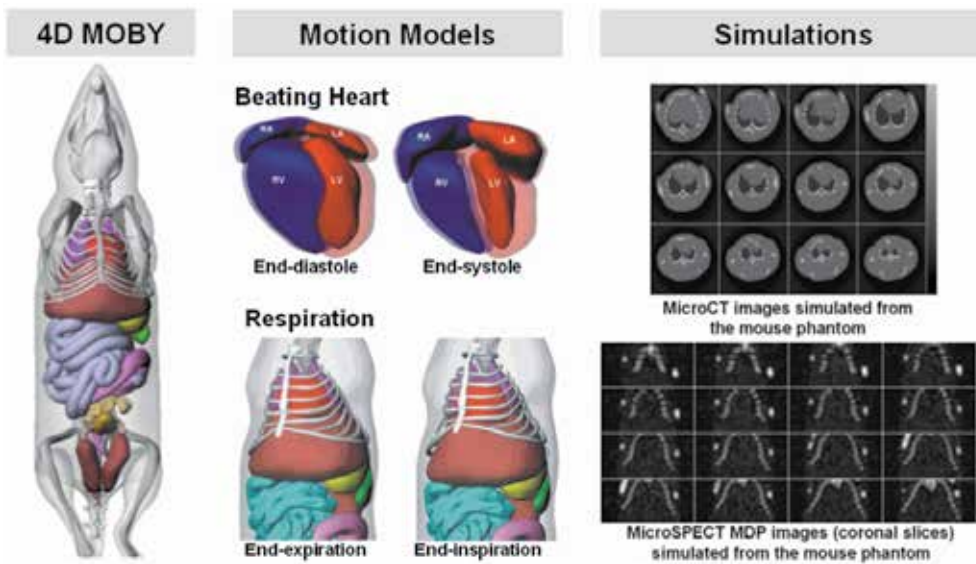 4D MOBY
Motion Models
Simulations
Beating Heart
RA
LA
RV
LV
RA
LA
RV
LV
End-diastole
End-systole
Respiration
End-expiration
End-inspiration
MicroCT images simulated from
the mouse phantom
MicroSPECT MDP images (coronal slices)
simulated from the mouse phantom